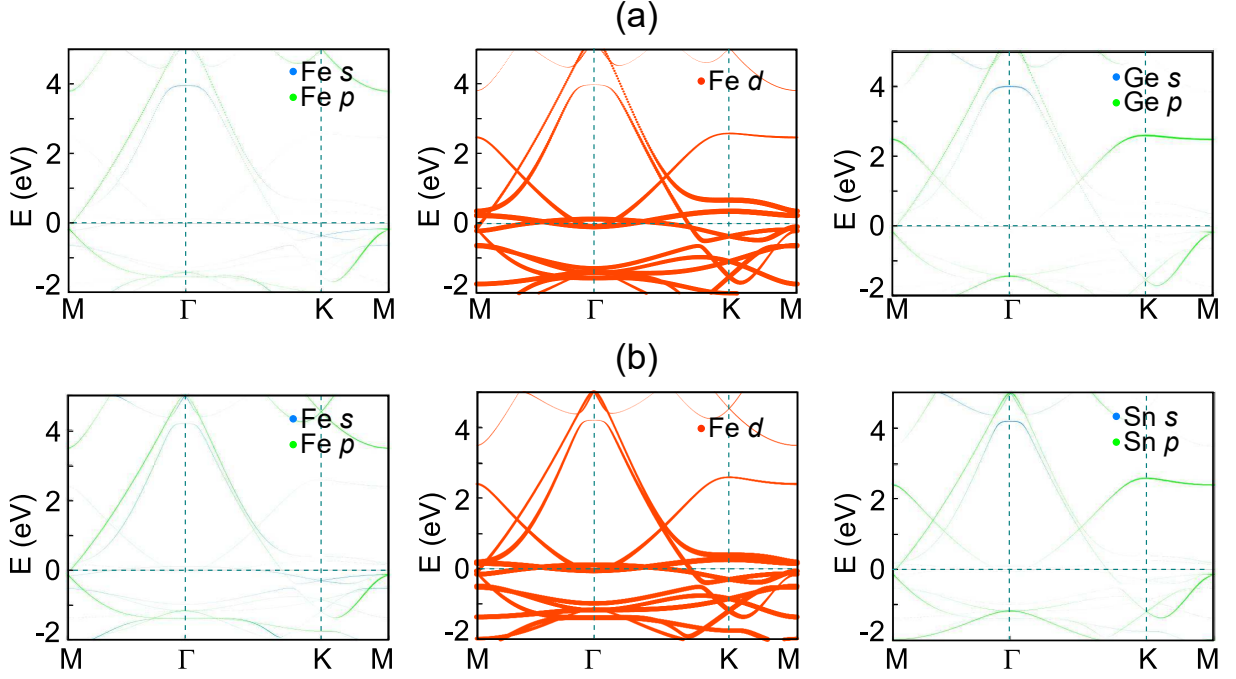 (a)
E (eV)
4
2
0
-2
M Γ K M
Fe s
Fe p
E (eV)
4
2
0
-2
M Γ K M
Fe d
E (eV)
4
2
0
-2
M Γ K M
Ge s
Ge p
(b)
E (eV)
4
2
0
-2
M Γ K M
Fe s
Fe p
E (eV)
4
2
0
-2
M Γ K M
Fe d
E (eV)
4
2
0
-2
M Γ K M
Sn s
Sn p